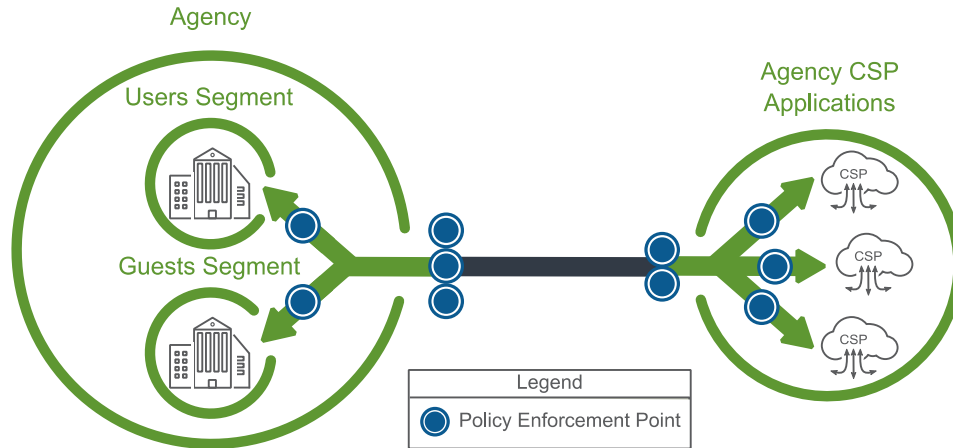 Agency
Users Segment
Guests Segment
Agency CSP
Applications
CSP
CSP
CSP
Legend
Policy Enforcement Point